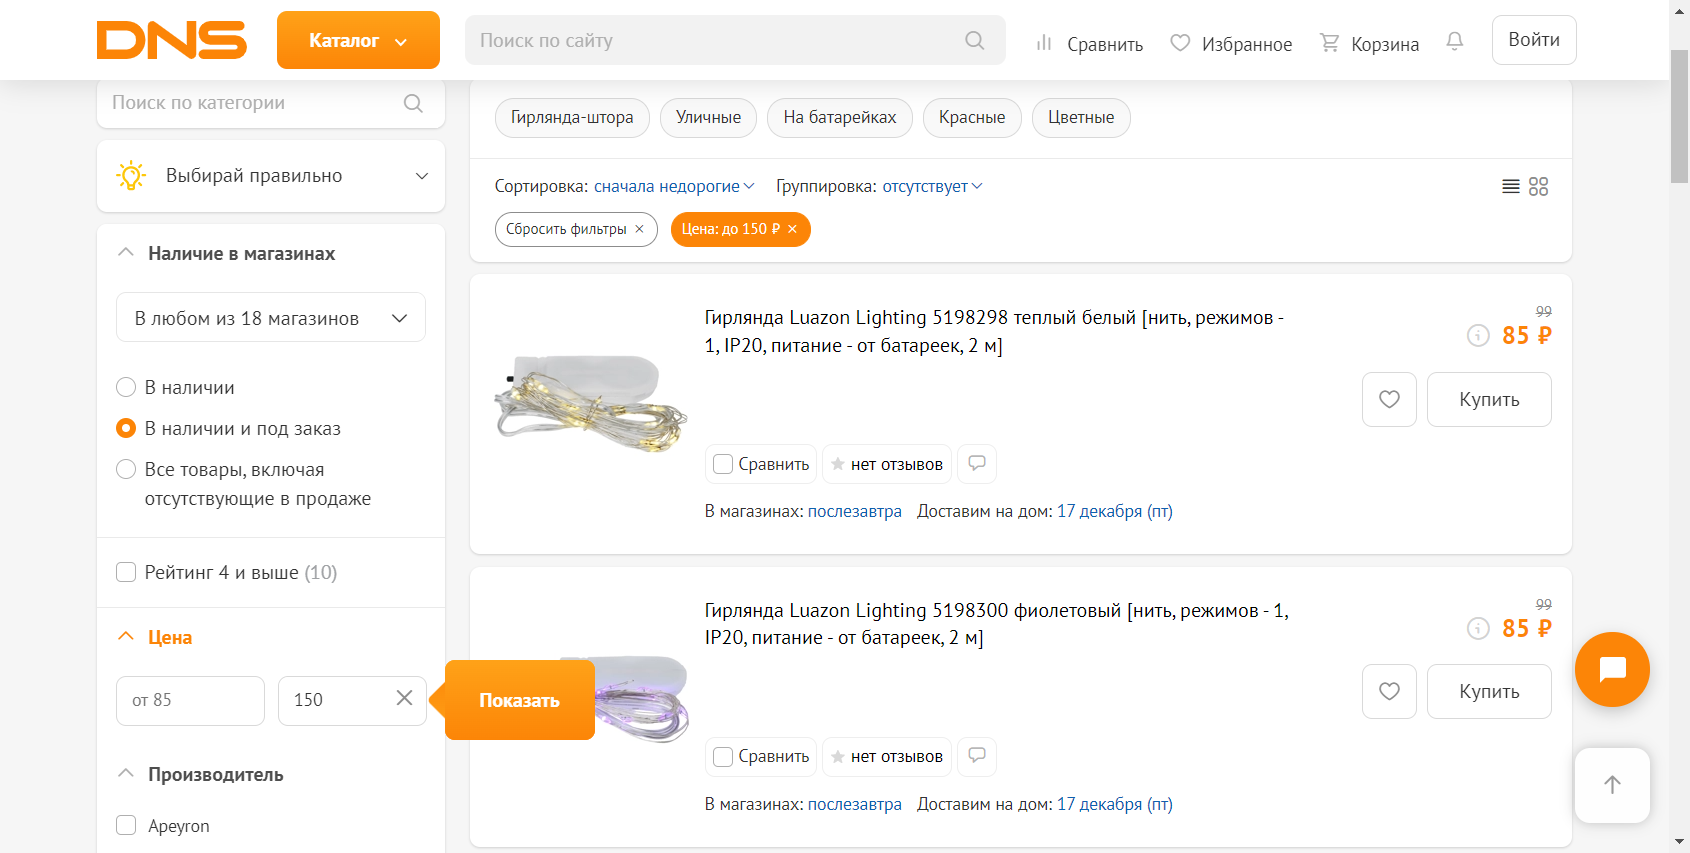 DNS
Каталог
Поиск по сайту
Сравнить
Избранное
Корзина
Войти
Поиск по категории
Выбирай правильно
Наличие в магазинах
В любом из 18 магазинов
В наличии
В наличии и под заказ
Все товары, включая
отсутствующие в продаже
Рейтинг 4 и выше (10)
Цена
от 85
150
Показать
Производитель
Apeyron
Гирлянда-штора
Уличные
На батарейках
Красные
Цветные
Сортировка: сначала недорогие
Группировка: отсутствует
Сбросить фильтры ×
Цена: до 150 ₽ ×
Гирлянда Luazon Lighting 5198298 теплый белый [нить, режимов -
1, IP20, питание - от батареек, 2 м]
99
85 ₽
Купить
Сравнить
нет отзывов
В магазинах: послезавтра Доставим на дом: 17 декабря (пт)
Гирлянда Luazon Lighting 5198300 фиолетовый [нить, режимов - 1,
IP20, питание - от батареек, 2 м]
99
85 ₽
Купить
Сравнить
нет отзывов
В магазинах: послезавтра Доставим на дом: 17 декабря (пт)